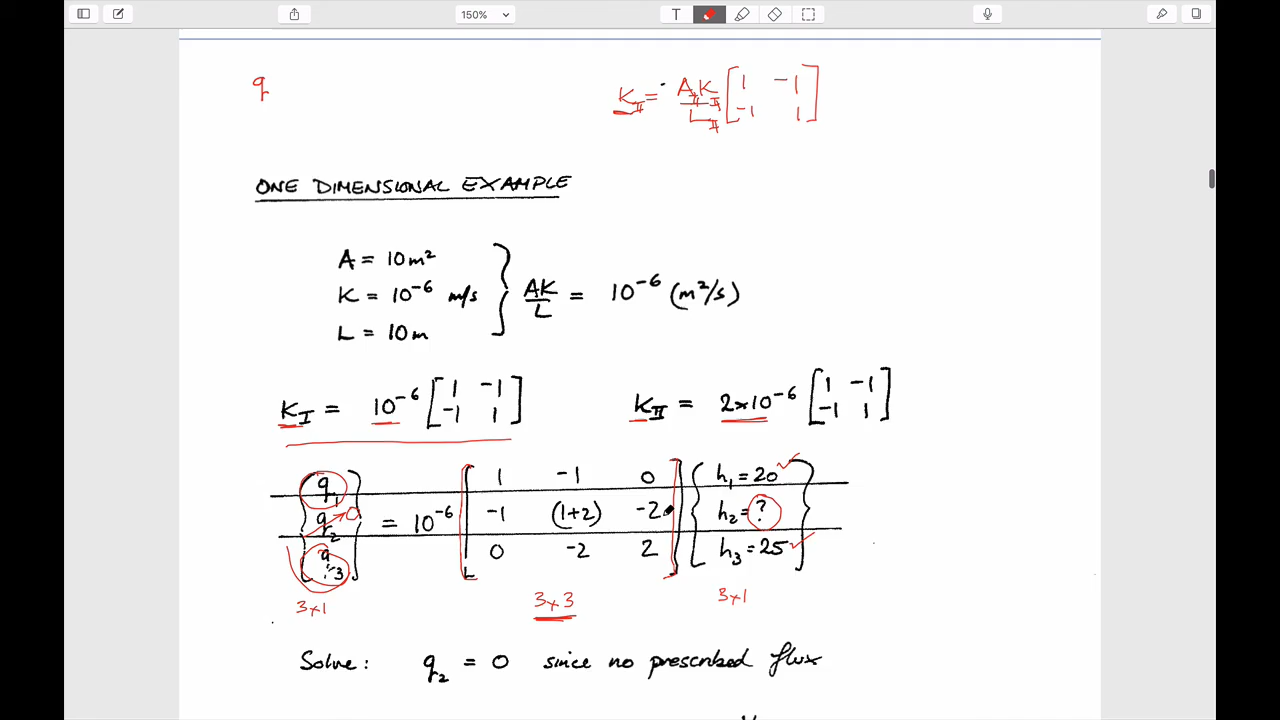 150%
T
q
K_II = A_II K_II / L_II [1 -1
-1 1]
ONE DIMENSIONAL EXAMPLE
A = 10m²
K = 10⁻⁶ m/s } AK/L = 10⁻⁶ (m²/s)
L = 10m
K_I = 10⁻⁶ [1 -1
-1 1]
K_II = 2×10⁻⁶ [1 -1
-1 1]
q₁ 1 -1 0 h₁ = 20 ✓
q₂ 0 = 10⁻⁶ -1 (1+2) -2 h₂ = ?
q₃ 0 -2 2 h₃ = 25 ✓
3×1 3×3 3×1
Solve: q₂ = 0 since no prescribed flux